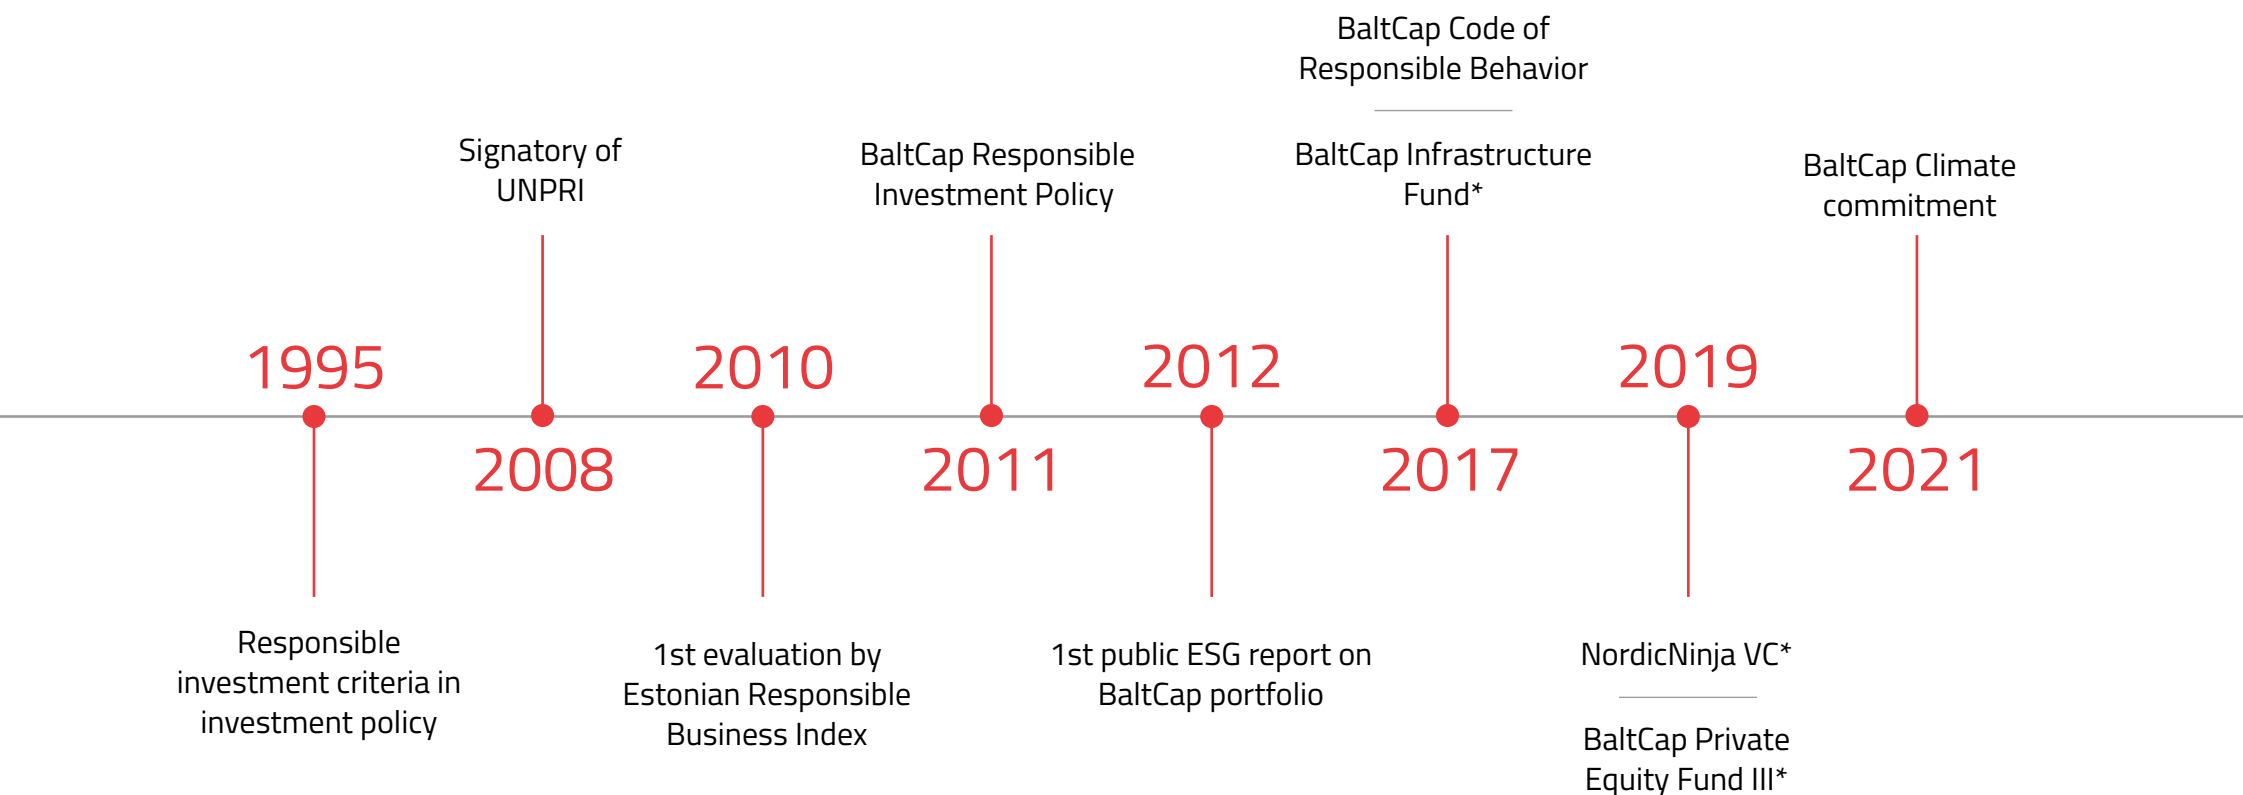 BaltCap Code of
Responsible Behavior
BaltCap Infrastructure
Fund*
Signatory of
UNPRI
BaltCap Responsible
Investment Policy
BaltCap Climate
commitment
1995
2010
2012
2019
2008
2011
2017
2021
Responsible
investment criteria in
investment policy
1st evaluation by
Estonian Responsible
Business Index
1st public ESG report on
BaltCap portfolio
NordicNinja VC*
BaltCap Private
Equity Fund III*